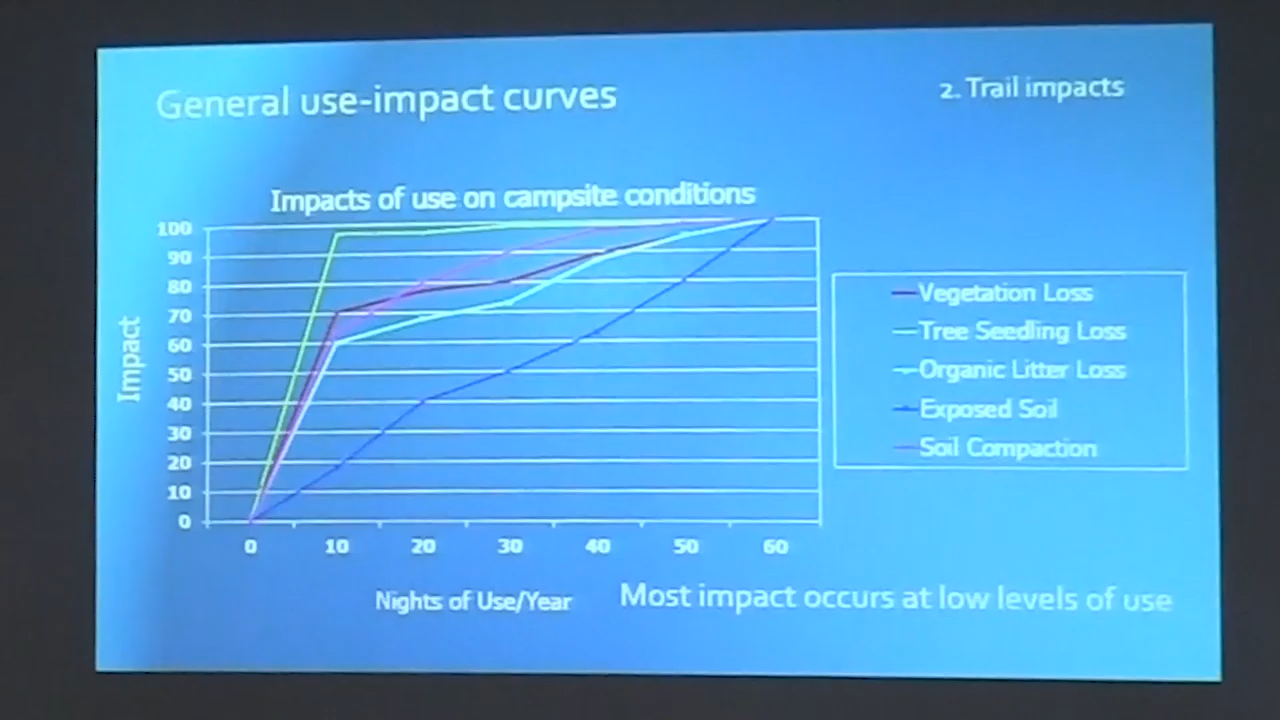 General use-impact curves
2. Trail impacts
Impacts of use on campsite conditions
100
90
80
70
60
50
40
30
20
10
0
Impact
0 10 20 30 40 50 60
Nights of Use/Year
Vegetation Loss
Tree Seedling Loss
Organic Litter Loss
Exposed Soil
Soil Compaction
Most impact occurs at low levels of use